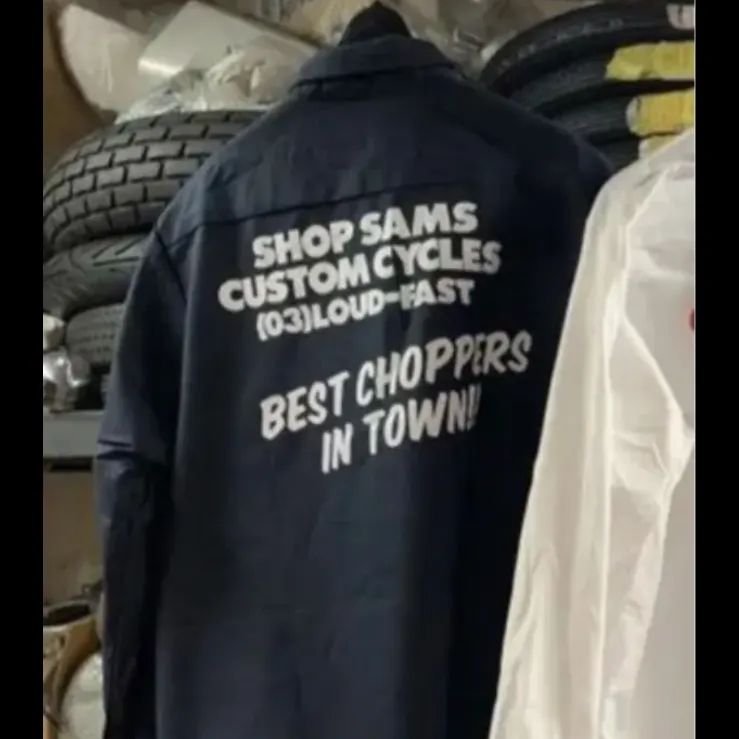 SHOP SAMS
CUSTOM CYCLES
(03)LOUD-FAST
BEST CHOPPERS
IN TOWN!!